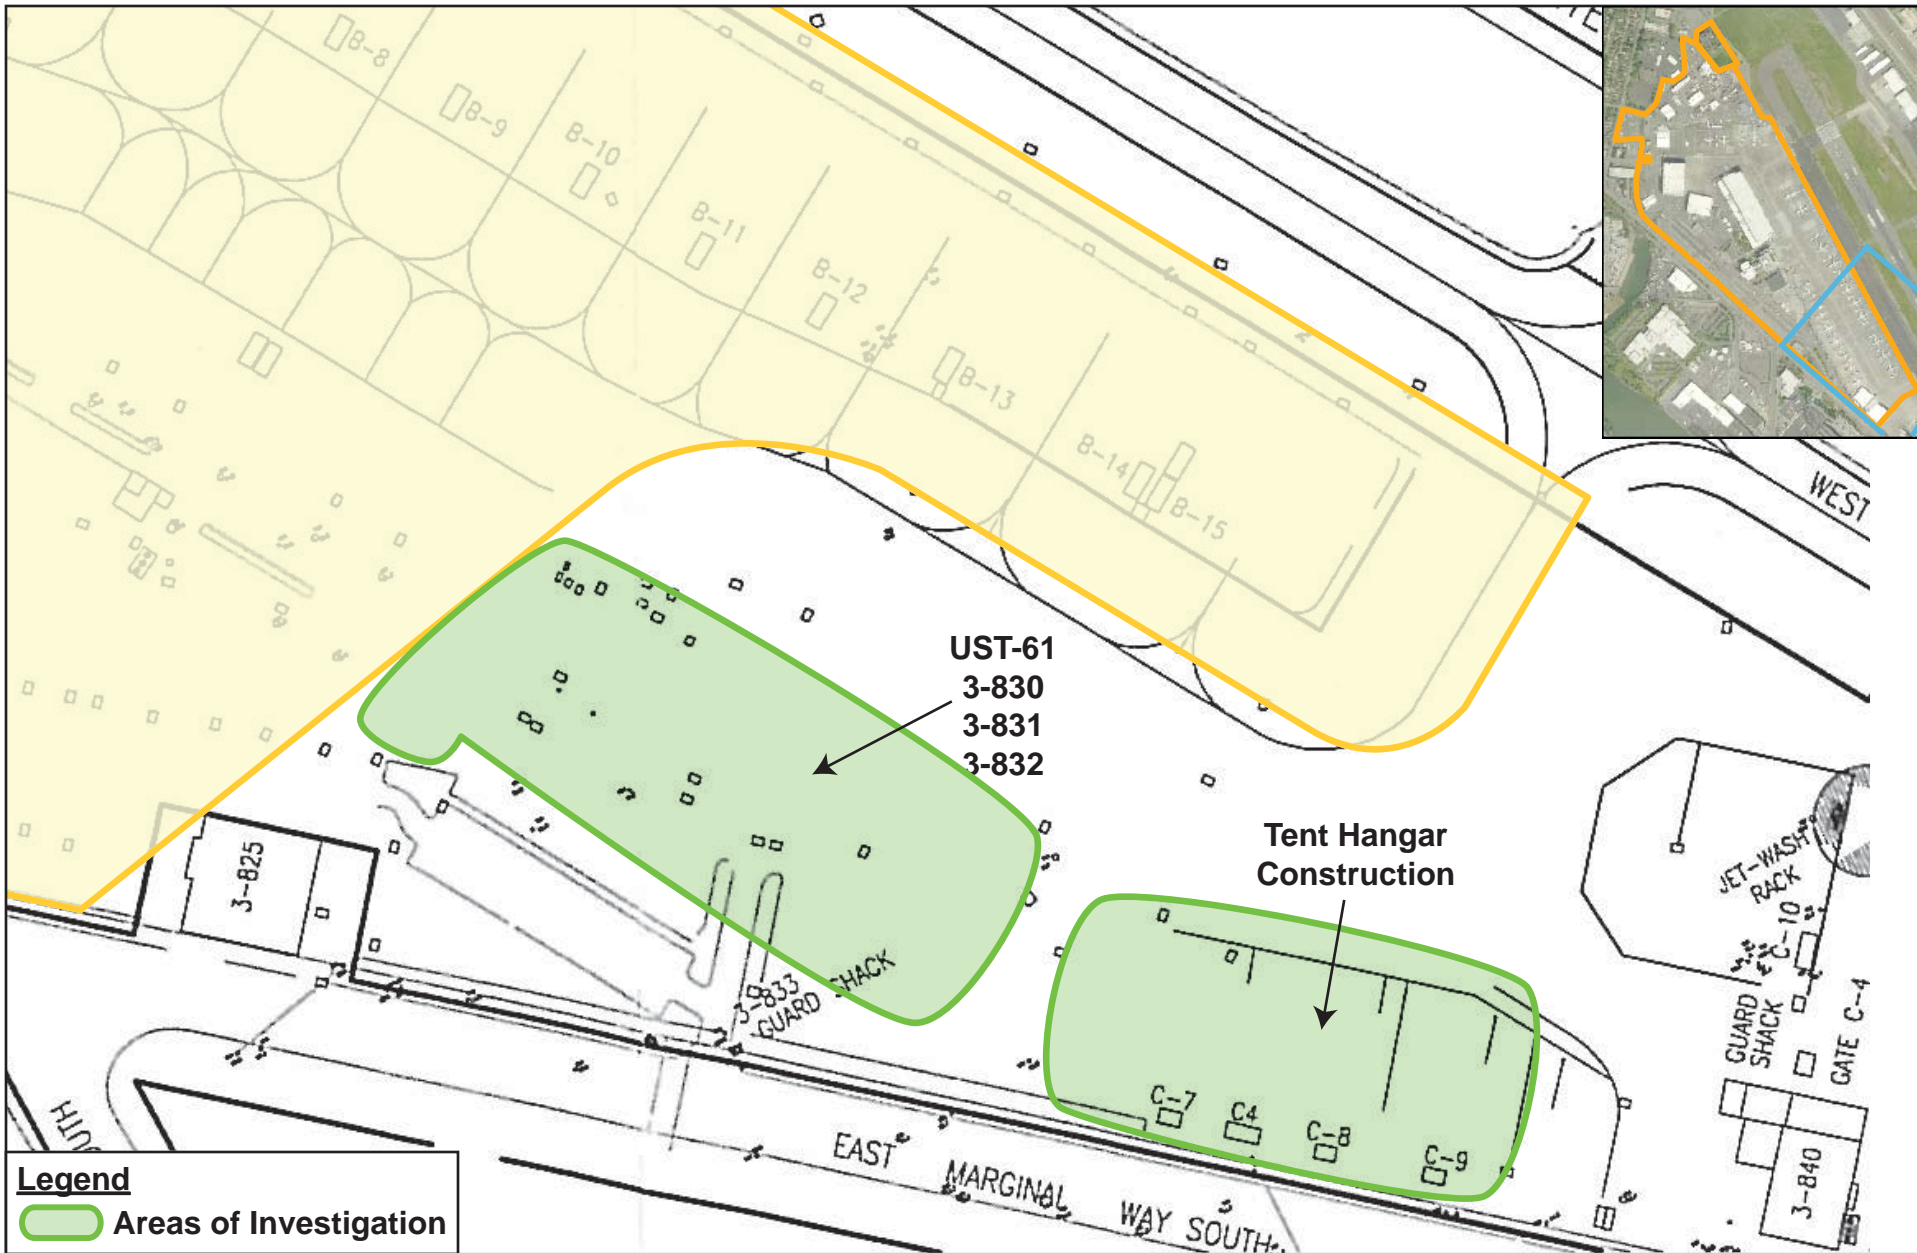 B-8
B-9
B-10
B-11
B-12
B-13
B-14
B-15
WEST
UST-61
3-830
3-831
3-832
Tent Hangar
Construction
JET-WASH
RACK
C-10
GUARD
SHACK
GATE C-4
3-825
3-833
GUARD SHACK
C-7
C4
C-8
C-9
3-840
EAST MARGINAL WAY SOUTH
Legend
Areas of Investigation